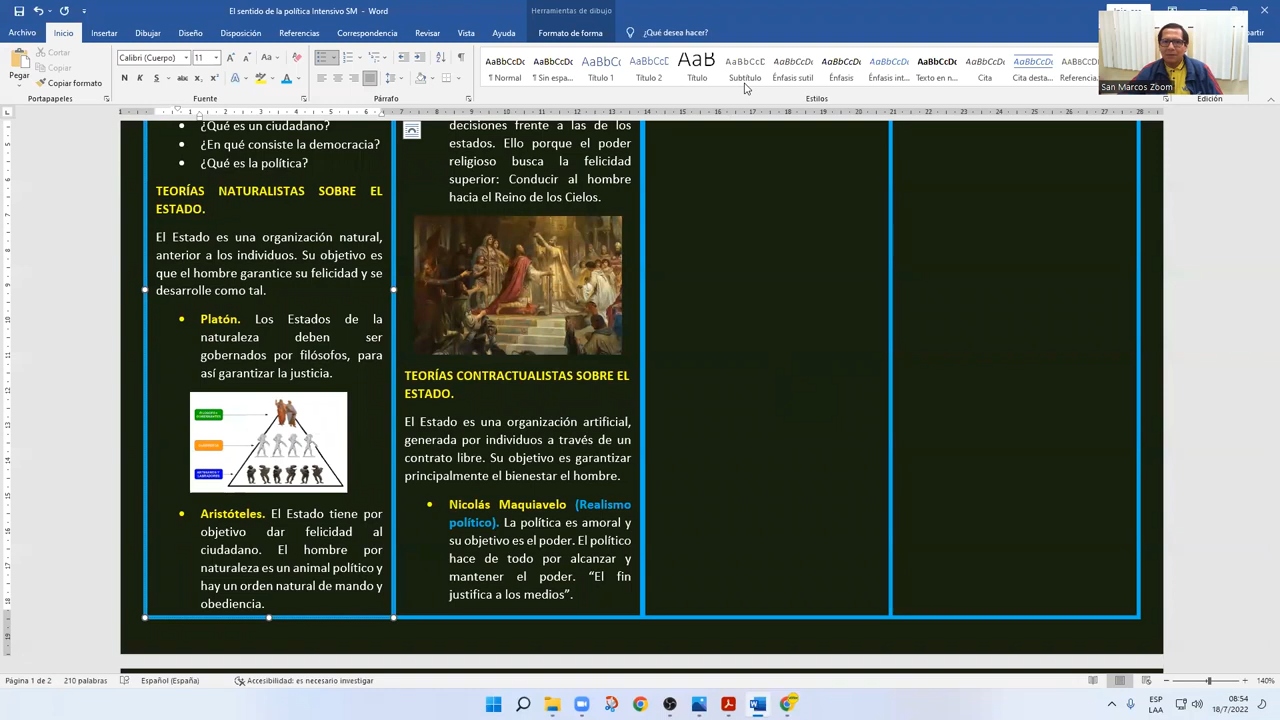 El sentido de la política Intensivo SM - Word
Herramientas de dibujo
Archivo
Inicio
Insertar
Dibujar
Diseño
Disposición
Referencias
Correspondencia
Revisar
Vista
Ayuda
Formato de forma
¿Qué desea hacer?
Pegar
Cortar
Copiar
Copiar formato
Portapapeles
Calibri (Cuerpo)
11
Fuente
Párrafo
AaBbCcDc
¶ Normal
¶ Sin espa...
Título 1
Título 2
AaB
Título
Subtítulo
Énfasis sutil
Énfasis
Énfasis int...
Texto en n...
Cita
Cita desta...
Referencia...
Estilos
Edición
San Marcos Zoom
• ¿Qué es un ciudadano?
• ¿En qué consiste la democracia?
• ¿Qué es la política?
TEORÍAS NATURALISTAS SOBRE EL
ESTADO.
El Estado es una organización natural,
anterior a los individuos. Su objetivo es
que el hombre garantice su felicidad y se
desarrolle como tal.
• Platón. Los Estados de la
naturaleza deben ser
gobernados por filósofos, para
así garantizar la justicia.
• Aristóteles. El Estado tiene por
objetivo dar felicidad al
ciudadano. El hombre por
naturaleza es un animal político y
hay un orden natural de mando y
obediencia.
decisiones frente a las de los
estados. Ello porque el poder
religioso busca la felicidad
superior: Conducir al hombre
hacia el Reino de los Cielos.
TEORÍAS CONTRACTUALISTAS SOBRE EL
ESTADO.
El Estado es una organización artificial,
generada por individuos a través de un
contrato libre. Su objetivo es garantizar
principalmente el bienestar el hombre.
• Nicolás Maquiavelo (Realismo
político). La política es amoral y
su objetivo es el poder. El político
hace de todo por alcanzar y
mantener el poder. “El fin
justifica a los medios”.
Página 1 de 2
210 palabras
Español (España)
Accesibilidad: es necesario investigar
140%
ESP
LAA
08:54
18/7/2022